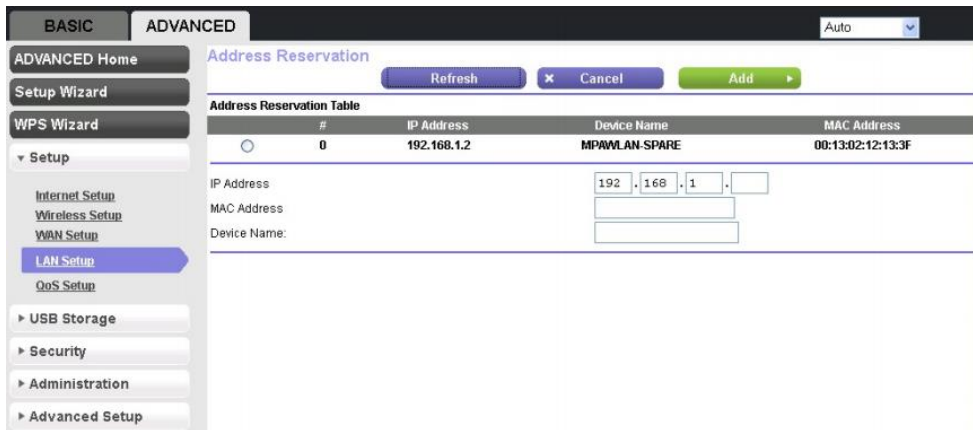 BASIC ADVANCED Auto
ADVANCED Home
Setup Wizard
WPS Wizard
Setup
Internet Setup
Wireless Setup
WAN Setup
LAN Setup
QoS Setup
USB Storage
Security
Administration
Advanced Setup
Address Reservation
Refresh Cancel Add
Address Reservation Table
# IP Address Device Name MAC Address
0 192.168.1.2 MPAWLAN-SPARE 00:13:02:12:13:3F
IP Address 192 . 168 . 1 .
MAC Address
Device Name: